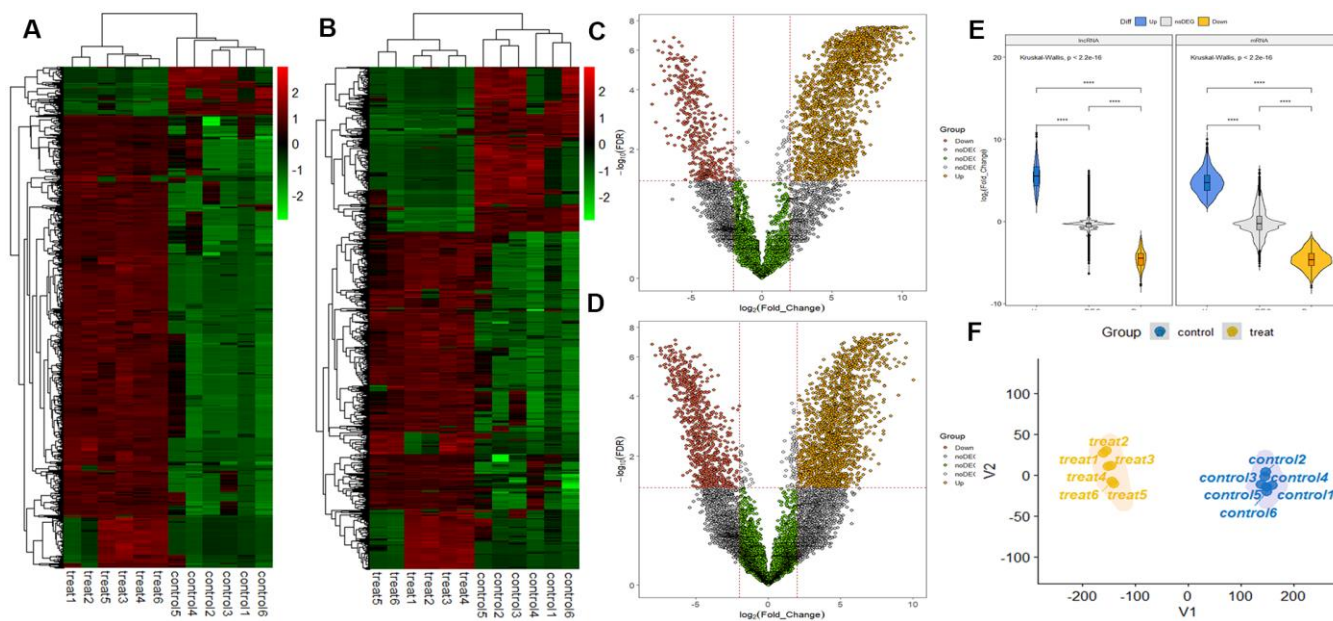 A
2
1
0
-1
-2
treat1
treat2
treat5
treat3
treat4
treat6
control5
control4
control2
control3
control1
control6
B
2
1
0
-1
-2
treat5
treat6
treat1
treat2
treat3
treat4
control5
control2
control3
control4
control1
control6
C
8
6
4
2
0
-log10(FDR)
-5
0
5
10
log2(Fold_Change)
Group
Down
noDEG
noDEG
noDEG
Up
D
8
6
4
2
0
-log10(FDR)
-5
0
5
10
log2(Fold_Change)
Group
Down
noDEG
noDEG
noDEG
Up
E
Diff Up noDEG Down
lncRNA
mRNA
Kruskal-Wallis, p < 2.2e-16
Kruskal-Wallis, p < 2.2e-16
****
****
****
****
****
****
20
10
0
-10
log2(Fold_Change)
F
Group control treat
100
50
0
-50
-100
V2
treat2
treat1 treat3
treat4
treat6 treat5
control2
control3 control4
control5 control1
control6
-200
-100
0
100
200
V1